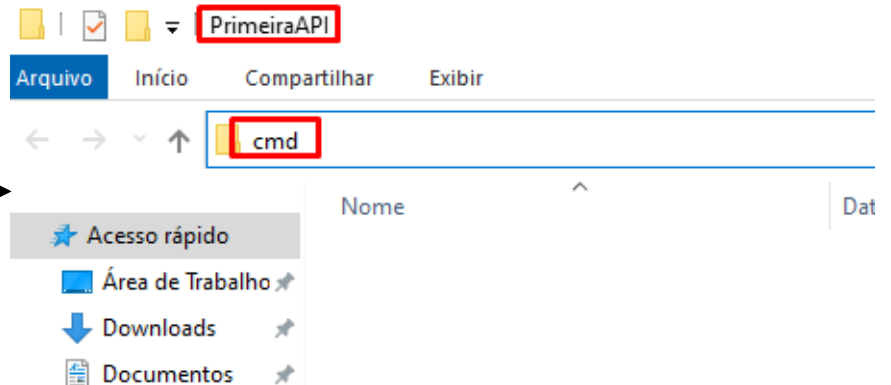 PrimeiraAPI
Arquivo Início Compartilhar Exibir
cmd
Nome Dat
Acesso rápido
Área de Trabalho
Downloads
Documentos